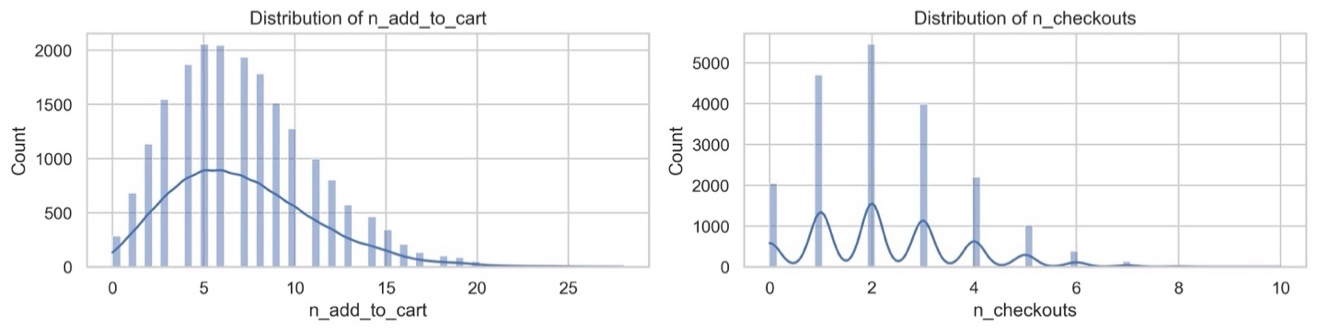 Distribution of n_add_to_cart
Count
2000
1500
1000
500
0
0 5 10 15 20 25
n_add_to_cart
Distribution of n_checkouts
Count
5000
4000
3000
2000
1000
0
0 2 4 6 8 10
n_checkouts